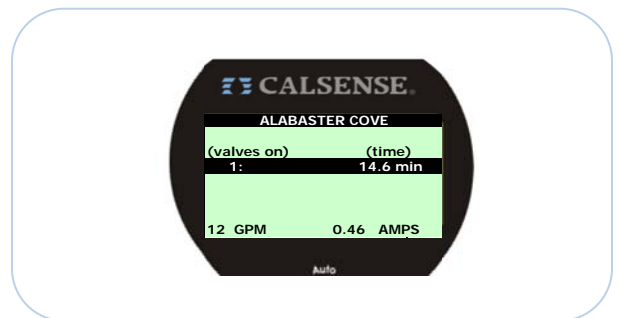 CALSENSE®
ALABASTER COVE
(valves on) (time)
1: 14.6 min
12 GPM 0.46 AMPS
Auto